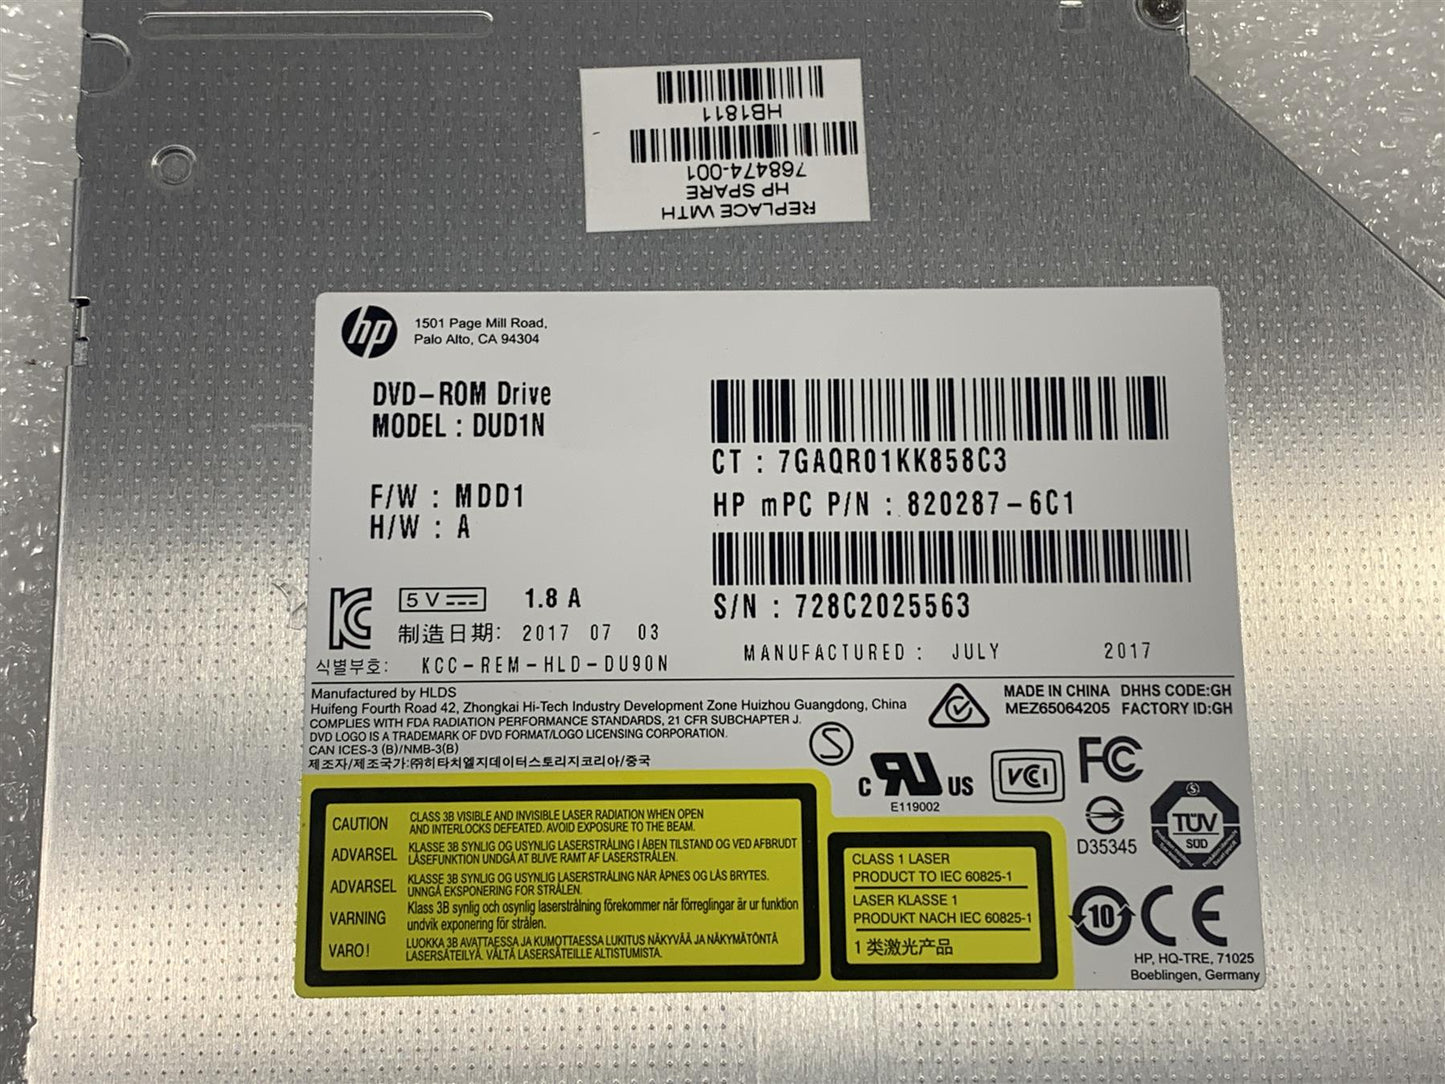 HB1811
768474-001
HP SPARE
REPLACE WITH
hp
1501 Page Mill Road,
Palo Alto, CA 94304
DVD-ROM Drive
MODEL : DUD1N
F/W : MDD1
H/W : A
CT : 7GAQR01KK858C3
HP mPC P/N : 820287-6C1
S/N : 728C2025563
5 V 1.8 A
制造日期: 2017 07 03
식별부호: KCC-REM-HLD-DU90N
MANUFACTURED : JULY 2017
Manufactured by HLDS
Huifeng Fourth Road 42, Zhongkai Hi-Tech Industry Development Zone Huizhou Guangdong, China
COMPLIES WITH FDA RADIATION PERFORMANCE STANDARDS, 21 CFR SUBCHAPTER J.
DVD LOGO IS A TRADEMARK OF DVD FORMAT/LOGO LICENSING CORPORATION.
CAN ICES-3 (B)/NMB-3(B)
제조자/제조국가:㈜히타치엘지데이터스토리지코리아/중국
MADE IN CHINA DHHS CODE:GH
MEZ65064205 FACTORY ID:GH
S
c RU US
E119002
VCI
FC
D35345
TÜV
SÜD
10
CE
HP, HQ-TRE, 71025
Boeblingen, Germany
CAUTION CLASS 3B VISIBLE AND INVISIBLE LASER RADIATION WHEN OPEN
AND INTERLOCKS DEFEATED. AVOID EXPOSURE TO THE BEAM.
ADVARSEL KLASSE 3B SYNLIG OG USYNLIG LASERSTRÅLING I ÅBEN TILSTAND OG VED AFBRUDT
LÅSEFUNKTION UNDGÅ AT BLIVE RAMT AF LASERSTRÅLEN.
ADVARSEL KLASSE 3B SYNLIG OG USYNLIG LASERSTRÅLING NÅR ÅPNES OG LÅS BRYTES.
UNNGÅ EKSPONERING FOR STRÅLEN.
VARNING Klass 3B synlig och osynlig laserstrålning förekommer när förreglingar är ur funktion
undvik exponering för strålen.
VARO! LUOKKA 3B AVATTAESSA JA KUMOTTAESSA LUKITUS NÄKYVÄÄ JA NÄKYMÄTÖNTÄ
LASERSÄTEILYÄ. VÄLTÄ LASERSÄTEILLE ALTISTUMISTA.
CLASS 1 LASER
PRODUCT TO IEC 60825-1
LASER KLASSE 1
PRODUKT NACH IEC 60825-1
1 类激光产品